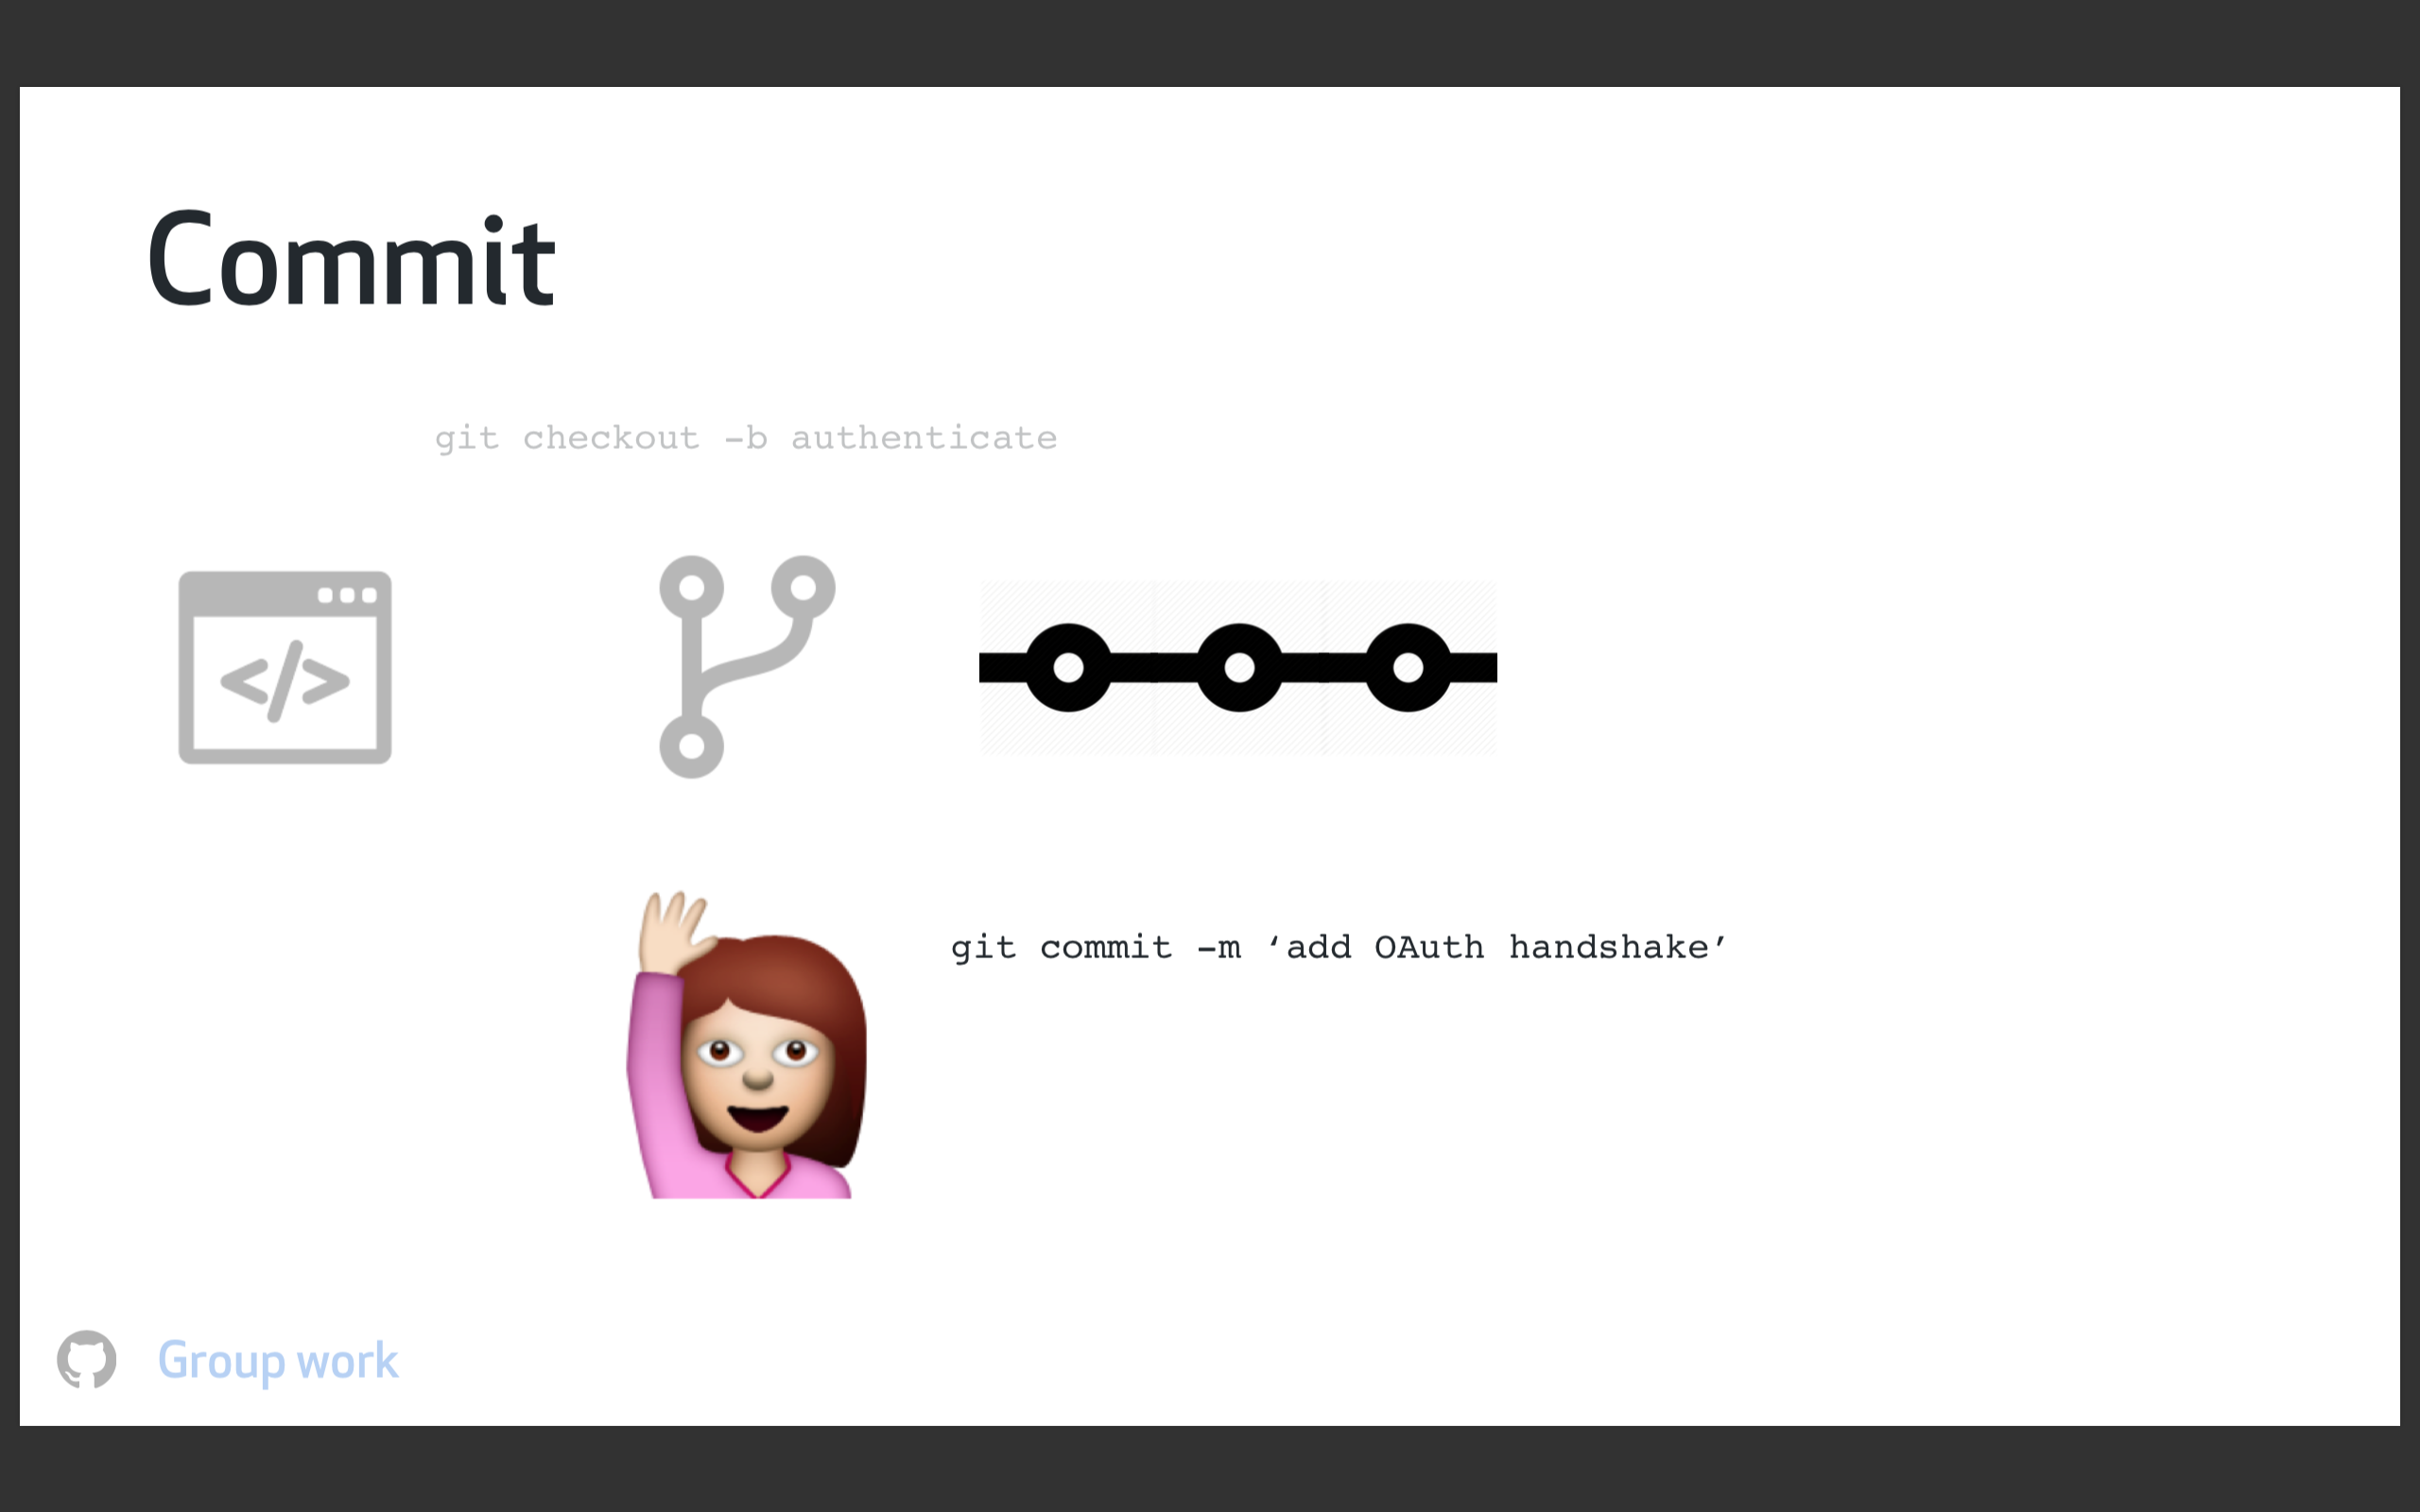 Commit
git checkout -b authenticate
</>
git commit -m ‘add OAuth handshake’
Group work